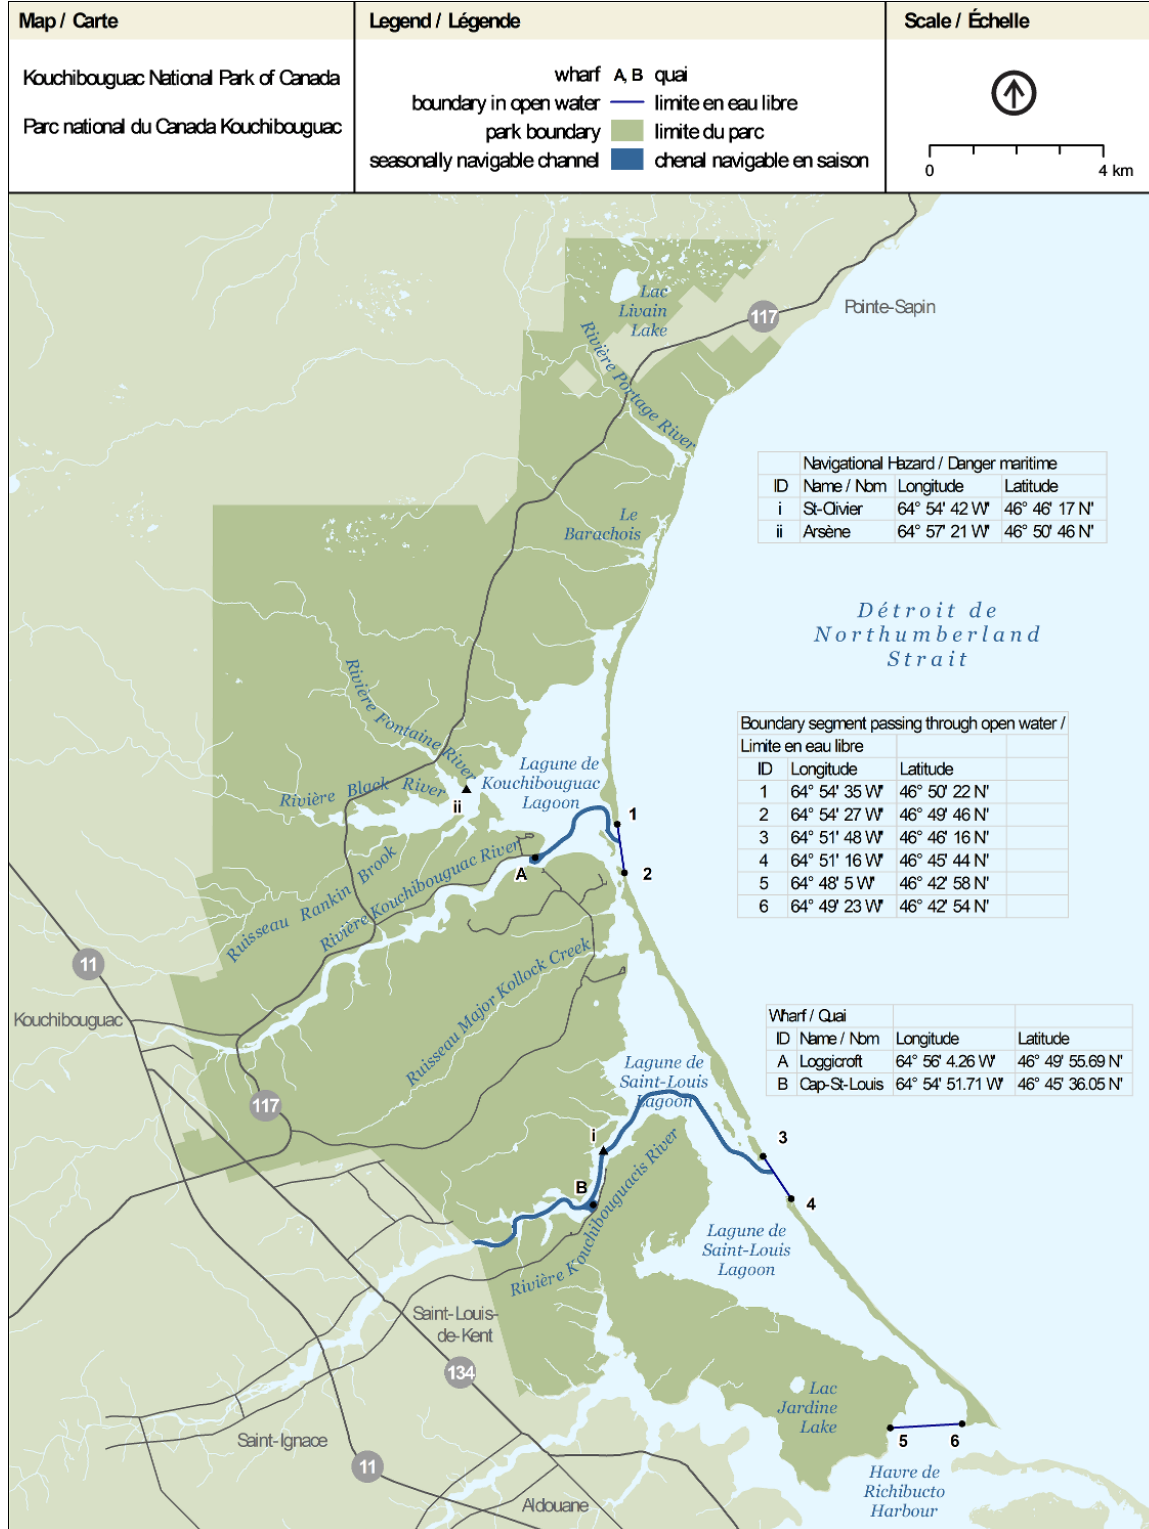 Map / Carte
Legend / Légende
Scale / Échelle
Kouchibouguac National Park of Canada
Parc national du Canada Kouchibouguac
wharf A, B quai
boundary in open water limite en eau libre
park boundary limite du parc
seasonally navigable channel chenal navigable en saison
0 4 km
Lac
Livain
Lake
117
Pointe-Sapin
Rivière Portage River
Navigational Hazard / Danger maritime
ID Name / Nom Longitude Latitude
i St-Olivier 64° 54' 42 W' 46° 46' 17 N'
ii Arsène 64° 57' 21 W' 46° 50' 46 N'
Le
Barachois
Détroit de
Northumberland
Strait
Rivière Fontaine River
Boundary segment passing through open water /
Limite en eau libre
ID Longitude Latitude
1 64° 54' 35 W' 46° 50' 22 N'
2 64° 54' 27 W' 46° 49' 46 N'
3 64° 51' 48 W' 46° 46' 16 N'
4 64° 51' 16 W' 46° 45' 44 N'
5 64° 48' 5 W' 46° 42' 58 N'
6 64° 49' 23 W' 46° 42' 54 N'
Lagune de
Kouchibouguac
Lagoon
Rivière Black River
ii
1
2
A
Ruisseau Rankin Brook
Rivière Kouchibouguac River
11
Kouchibouguac
Ruisseau Major Kollock Creek
Wharf / Quai
ID Name / Nom Longitude Latitude
A Loggicroft 64° 56' 4.26 W' 46° 49' 55.69 N'
B Cap-St-Louis 64° 54' 51.71 W' 46° 45' 36.05 N'
Lagune de
Saint-Louis
Lagoon
117
i
3
B
4
Rivière Kouchibouguacis River
Lagune de
Saint-Louis
Lagoon
Saint-Louis-
de-Kent
134
Lac
Jardine
Lake
5
6
Saint-Ignace
11
Havre de
Richibucto
Harbour
Aldouane